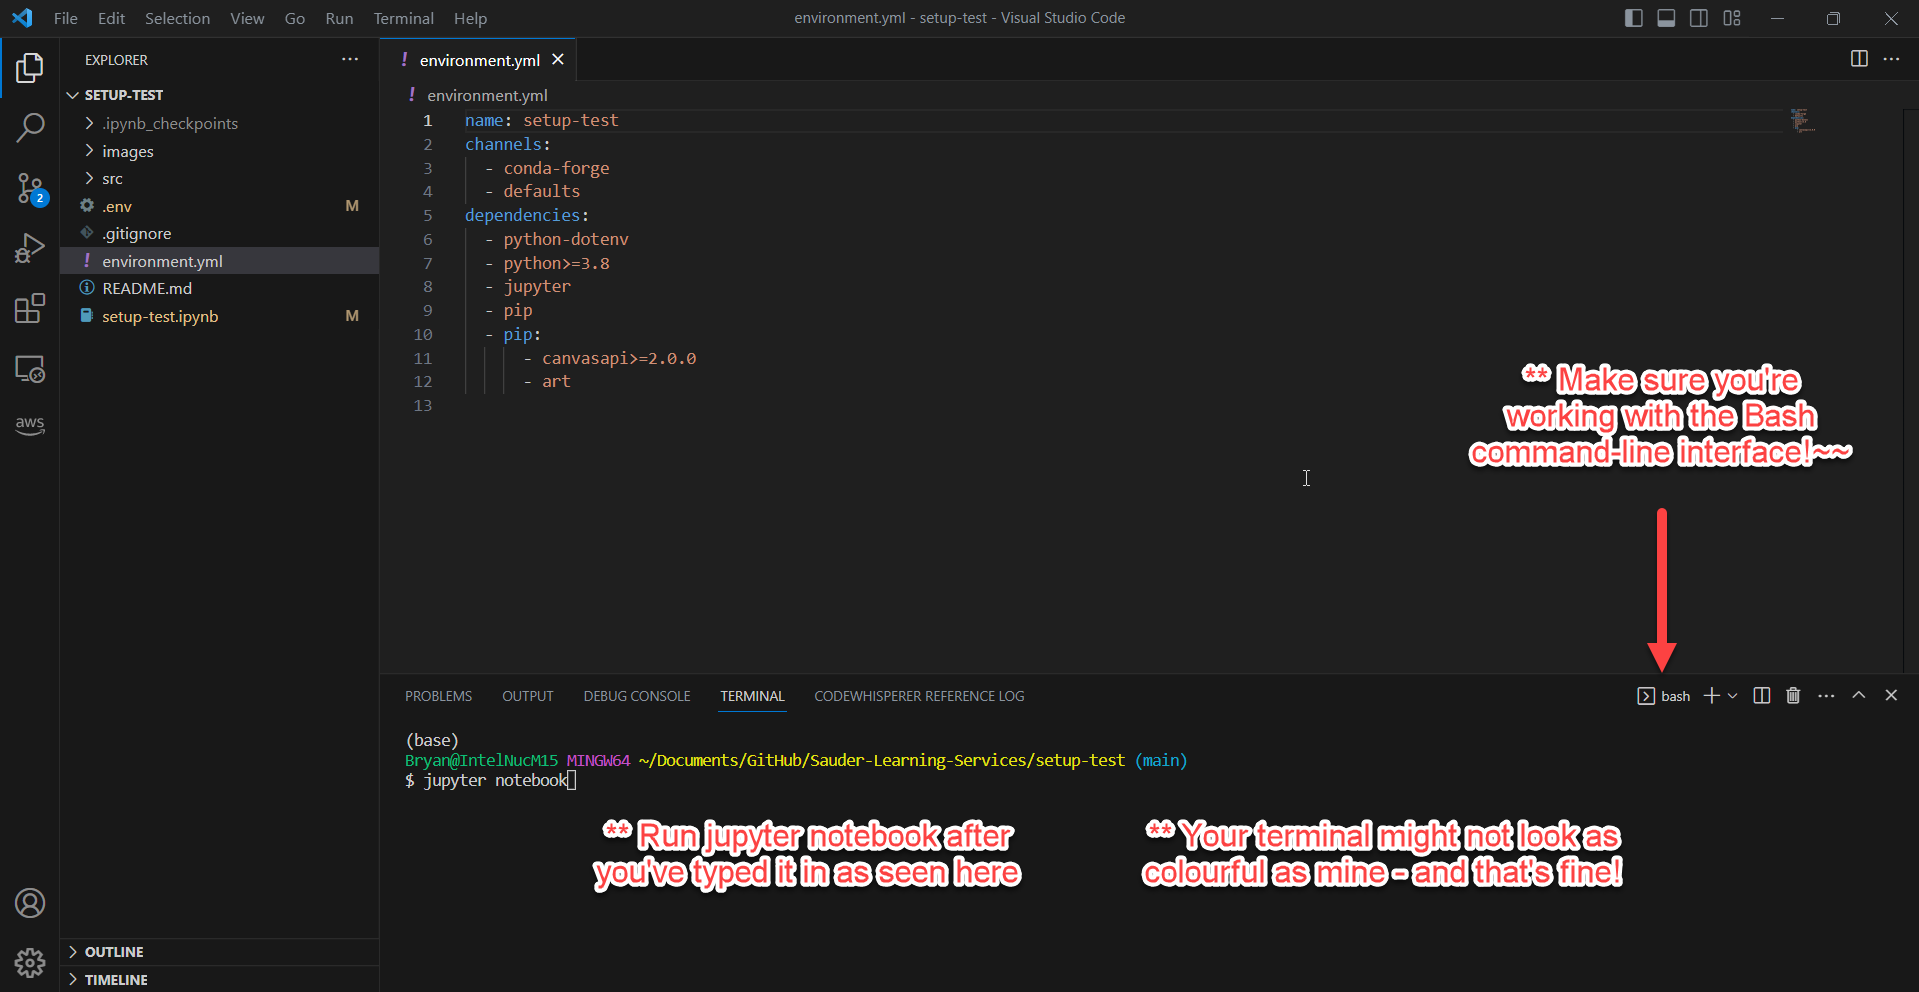 File Edit Selection View Go Run Terminal Help
environment.yml - setup-test - Visual Studio Code
EXPLORER
SETUP-TEST
.ipynb_checkpoints
images
src
.env M
.gitignore
environment.yml
README.md
setup-test.ipynb M
2
aws
OUTLINE
TIMELINE
! environment.yml
! environment.yml
1 name: setup-test
2 channels:
3 - conda-forge
4 - defaults
5 dependencies:
6 - python-dotenv
7 - python>=3.8
8 - jupyter
9 - pip
10 - pip:
11 - canvasapi>=2.0.0
12 - art
13
** Make sure you're
working with the Bash
command-line interface!~~
PROBLEMS OUTPUT DEBUG CONSOLE TERMINAL CODEWHISPERER REFERENCE LOG
bash
(base)
Bryan@IntelNucM15 MINGW64 ~/Documents/GitHub/Sauder-Learning-Services/setup-test (main)
$ jupyter notebook
** Run jupyter notebook after
you've typed it in as seen here
** Your terminal might not look as
colourful as mine - and that's fine!